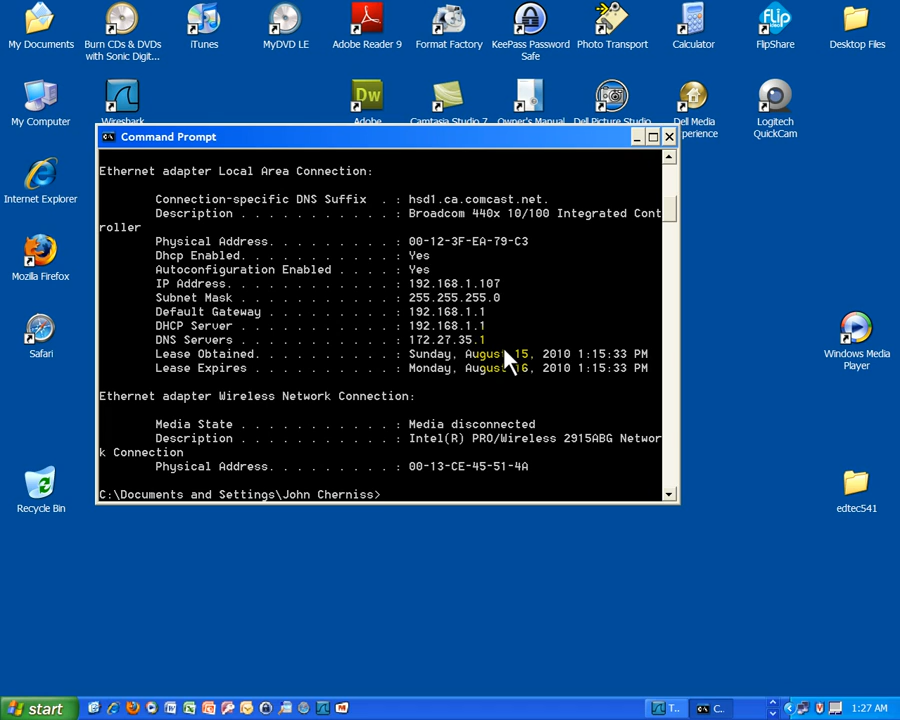 My Documents
Burn CDs & DVDs
with Sonic Digit...
iTunes
MyDVD LE
Adobe Reader 9
Format Factory
KeePass Password
Safe
Photo Transport
Calculator
FlipShare
Desktop Files
My Computer
Wireshark
Dw
Adobe
Camtasia Studio 7
Owner's Manual
Dell Picture Studio
Dell Media
Experience
Logitech
QuickCam
Internet Explorer
Mozilla Firefox
Safari
Recycle Bin
Windows Media
Player
edtec541
Command Prompt
Ethernet adapter Local Area Connection:
Connection-specific DNS Suffix . : hsd1.ca.comcast.net.
Description . . . . . . . . . . . : Broadcom 440x 10/100 Integrated Cont
roller
Physical Address. . . . . . . . . : 00-12-3F-EA-79-C3
Dhcp Enabled. . . . . . . . . . . : Yes
Autoconfiguration Enabled . . . . : Yes
IP Address. . . . . . . . . . . . : 192.168.1.107
Subnet Mask . . . . . . . . . . . : 255.255.255.0
Default Gateway . . . . . . . . . : 192.168.1.1
DHCP Server . . . . . . . . . . . : 192.168.1.1
DNS Servers . . . . . . . . . . . : 172.27.35.1
Lease Obtained. . . . . . . . . . : Sunday, August 15, 2010 1:15:33 PM
Lease Expires . . . . . . . . . . : Monday, August 16, 2010 1:15:33 PM
Ethernet adapter Wireless Network Connection:
Media State . . . . . . . . . . . : Media disconnected
Description . . . . . . . . . . . : Intel(R) PRO/Wireless 2915ABG Networ
k Connection
Physical Address. . . . . . . . . : 00-13-CE-45-51-4A
C:\Documents and Settings\John Cherniss>
start
T...
C...
1:27 AM